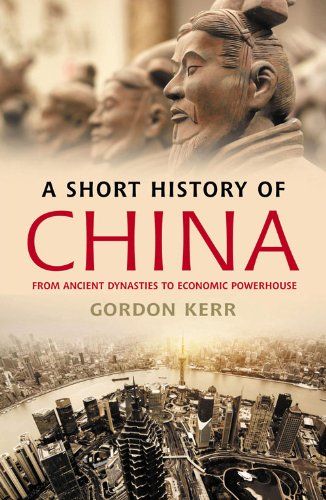 A SHORT HISTORY OF
CHINA
FROM ANCIENT DYNASTIES TO ECONOMIC POWERHOUSE
GORDON KERR